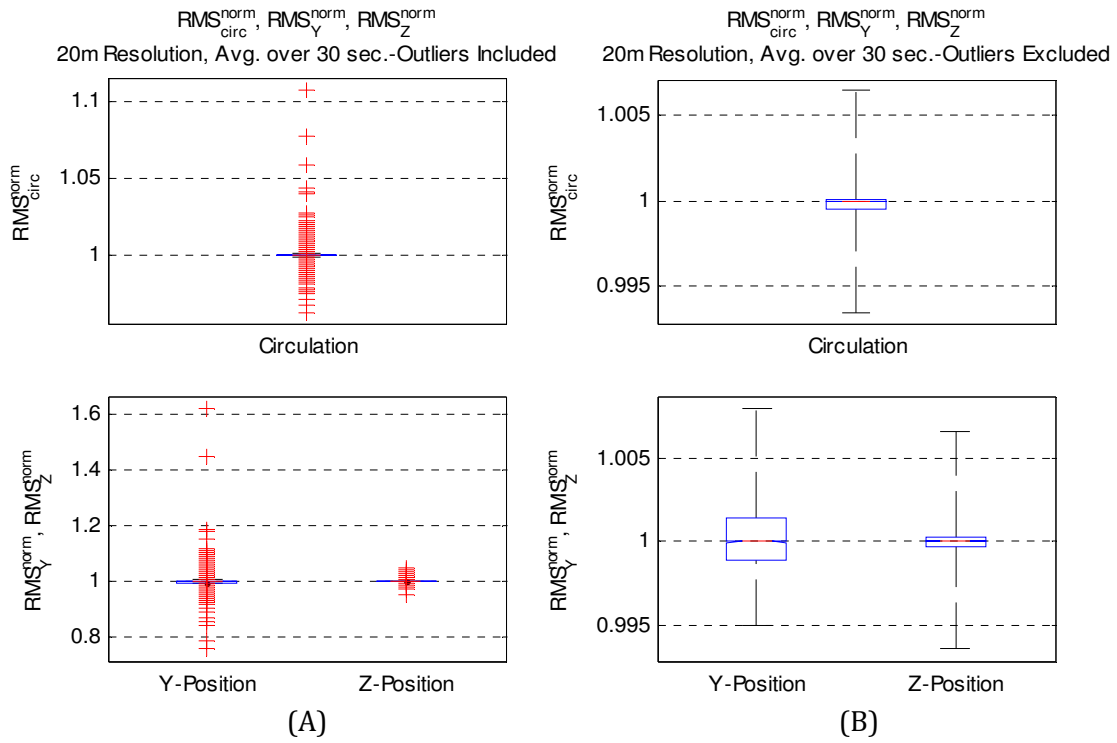 RMS^norm_circ, RMS^norm_Y, RMS^norm_Z
20m Resolution, Avg. over 30 sec.-Outliers Included
1.1
1.05
1
RMS^norm_circ
Circulation
1.6
1.4
1.2
1
0.8
RMS^norm_Y, RMS^norm_Z
Y-Position Z-Position
(A)
RMS^norm_circ, RMS^norm_Y, RMS^norm_Z
20m Resolution, Avg. over 30 sec.-Outliers Excluded
1.005
1
0.995
RMS^norm_circ
Circulation
1.005
1
0.995
RMS^norm_Y, RMS^norm_Z
Y-Position Z-Position
(B)